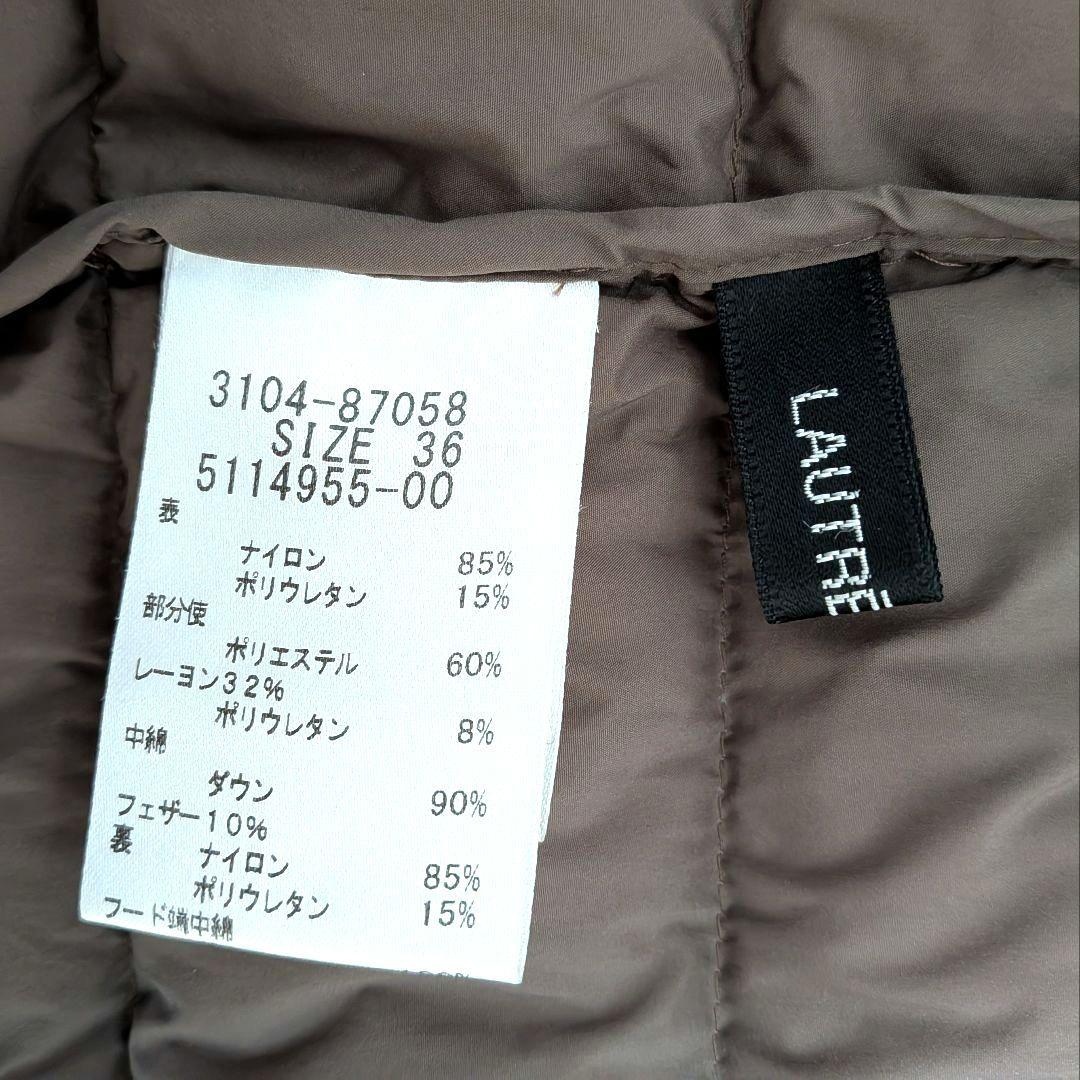 3104-87058
SIZE 36
5114955-00
表
ナイロン 85%
ポリウレタン 15%
部分使
ポリエステル 60%
レーヨン32%
ポリウレタン 8%
中綿
ダウン 90%
フェザー10%
裏
ナイロン 85%
ポリウレタン 15%
フード端中綿
LAUTRĒ